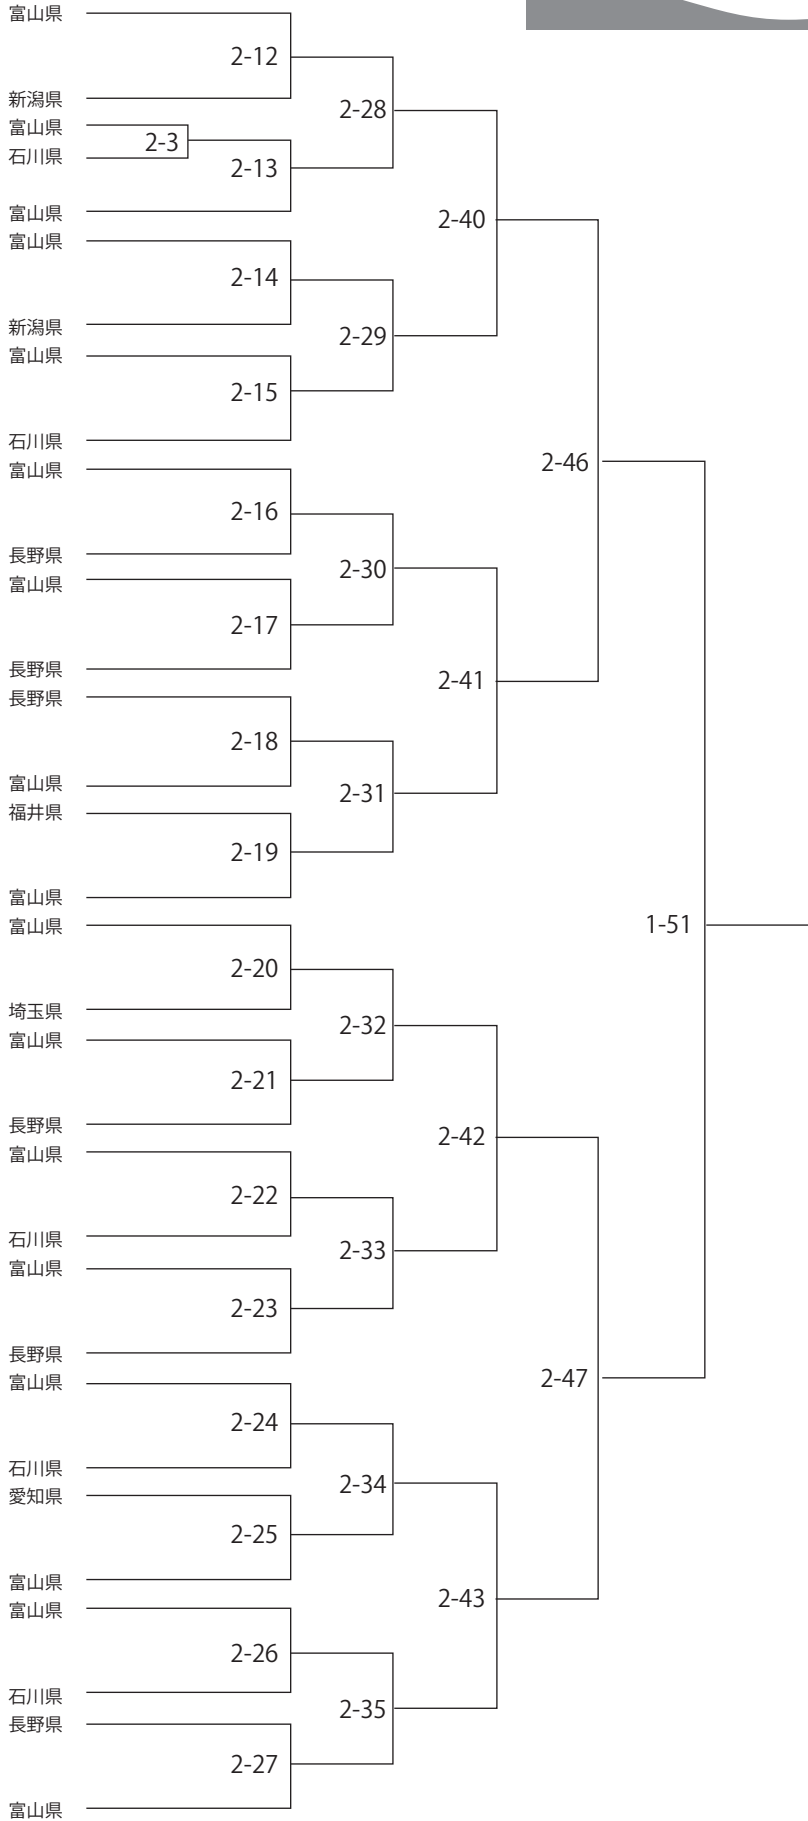 富山県
2-12
新潟県
2-28
富山県
2-3
石川県
2-13
富山県
2-40
富山県
2-14
新潟県
2-29
富山県
2-15
石川県
2-46
富山県
2-16
長野県
2-30
富山県
2-17
長野県
2-41
長野県
2-18
富山県
2-31
福井県
2-19
富山県
1-51
富山県
2-20
埼玉県
2-32
富山県
2-21
長野県
2-42
富山県
2-22
石川県
2-33
富山県
2-23
長野県
2-47
富山県
2-24
石川県
2-34
愛知県
2-25
富山県
2-43
富山県
2-26
石川県
2-35
長野県
2-27
富山県